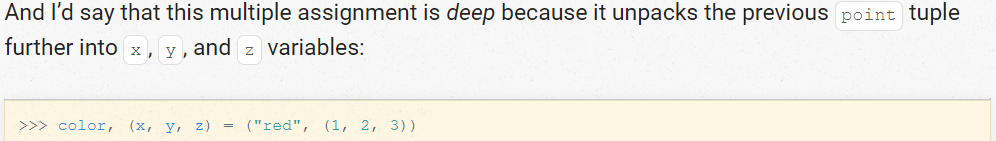 And I’d say that this multiple assignment is deep because it unpacks the previous point tuple
further into x, y, and z variables:
>>> color, (x, y, z) = ("red", (1, 2, 3))